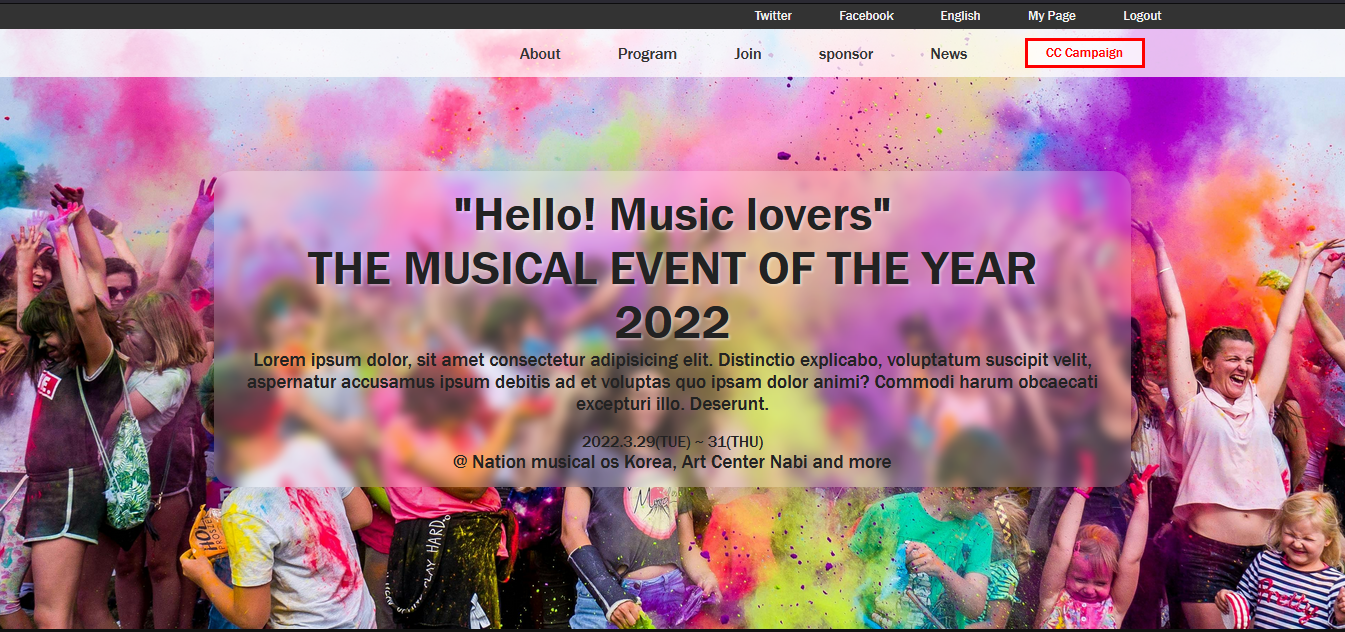 Twitter Facebook English My Page Logout
About Program Join sponsor News CC Campaign
"Hello! Music lovers"
THE MUSICAL EVENT OF THE YEAR
2022
Lorem ipsum dolor, sit amet consectetur adipisicing elit. Distinctio explicabo, voluptatum suscipit velit,
aspernatur accusamus ipsum debitis ad et voluptas quo ipsam dolor animi? Commodi harum obcaecati
excepturi illo. Deserunt.
2022.3.29(TUE) ~ 31(THU)
@ Nation musical os Korea, Art Center Nabi and more
PLAY HARD
Pretty